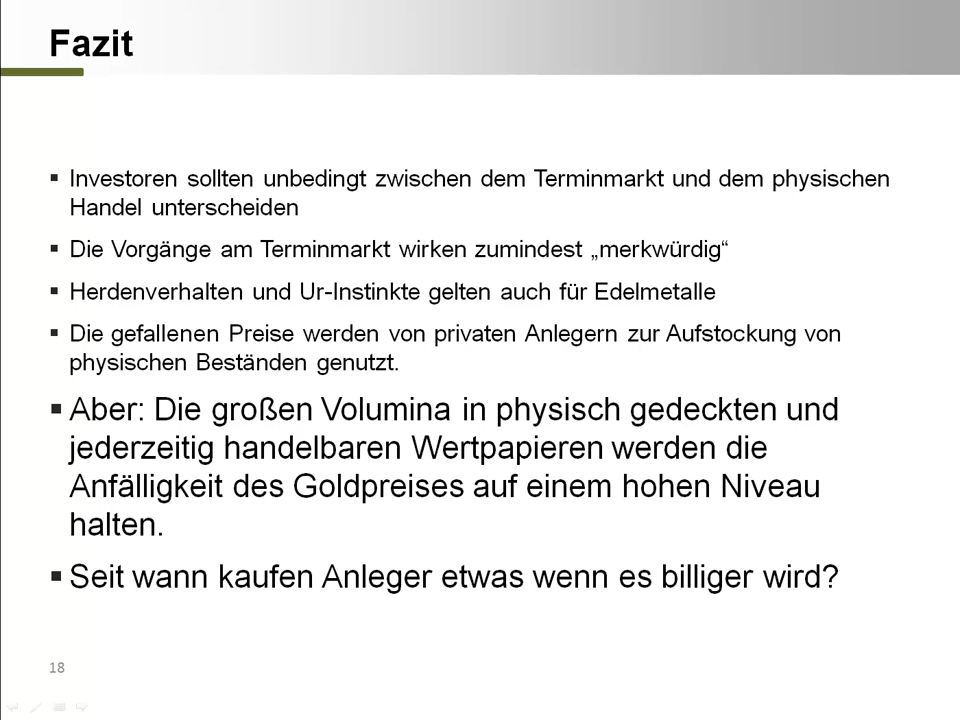 Fazit
▪ Investoren sollten unbedingt zwischen dem Terminmarkt und dem physischen
Handel unterscheiden
▪ Die Vorgänge am Terminmarkt wirken zumindest „merkwürdig“
▪ Herdenverhalten und Ur-Instinkte gelten auch für Edelmetalle
▪ Die gefallenen Preise werden von privaten Anlegern zur Aufstockung von
physischen Beständen genutzt.
▪ Aber: Die großen Volumina in physisch gedeckten und
jederzeitig handelbaren Wertpapieren werden die
Anfälligkeit des Goldpreises auf einem hohen Niveau
halten.
▪ Seit wann kaufen Anleger etwas wenn es billiger wird?
18